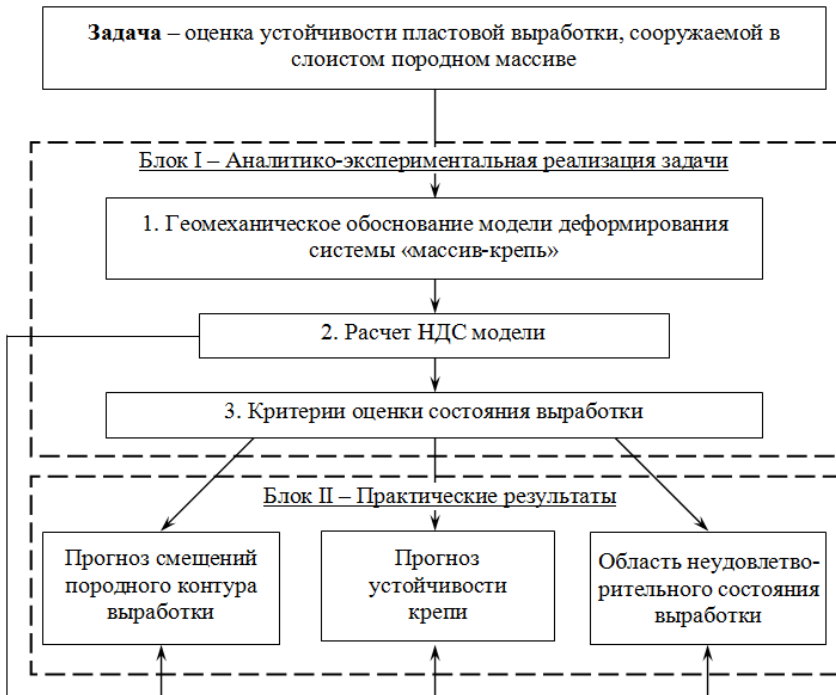 Задача – оценка устойчивости пластовой выработки, сооружаемой в
слоистом породном массиве
Блок I – Аналитико-экспериментальная реализация задачи
1. Геомеханическое обоснование модели деформирования
системы «массив-крепь»
2. Расчет НДС модели
3. Критерии оценки состояния выработки
Блок II – Практические результаты
Прогноз смещений
породного контура
выработки
Прогноз
устойчивости
крепи
Область неудовлетво-
рительного состояния
выработки